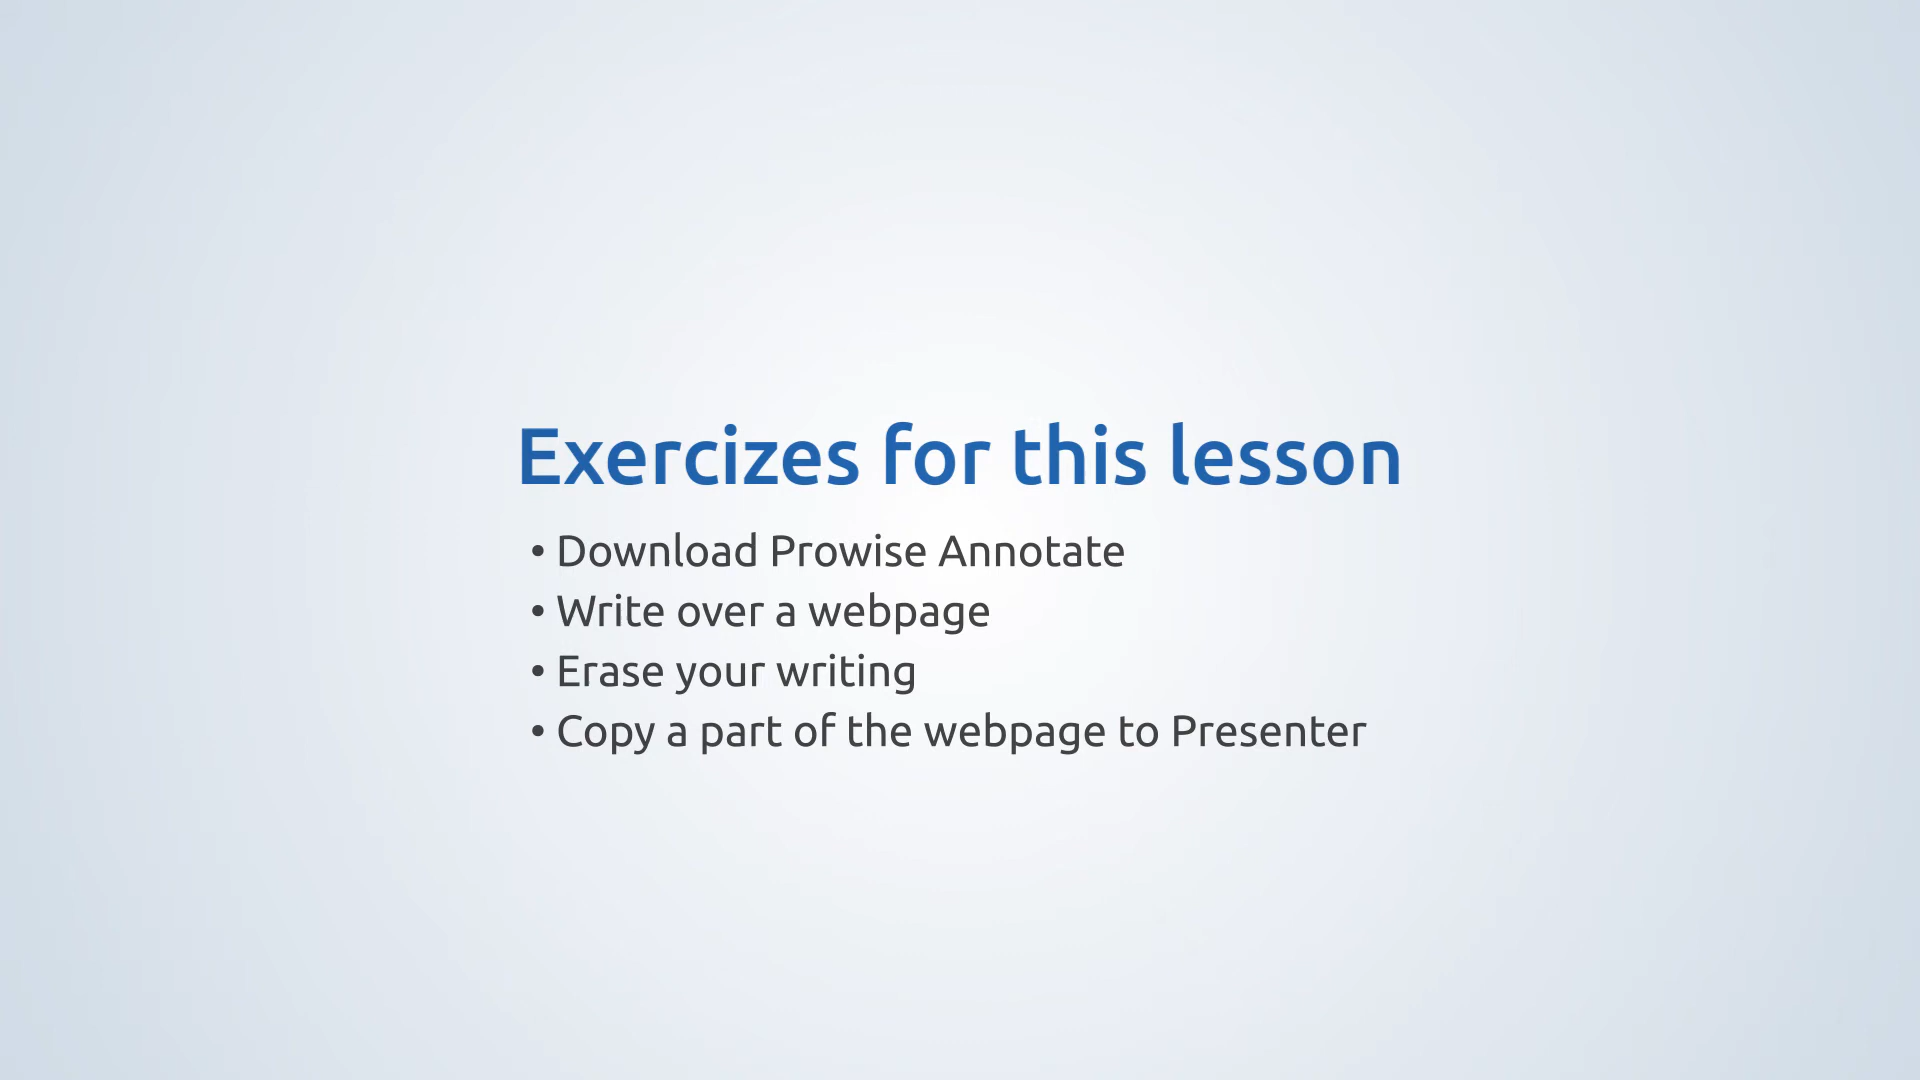 Exercizes for this lesson
• Download Prowise Annotate
• Write over a webpage
• Erase your writing
• Copy a part of the webpage to Presenter